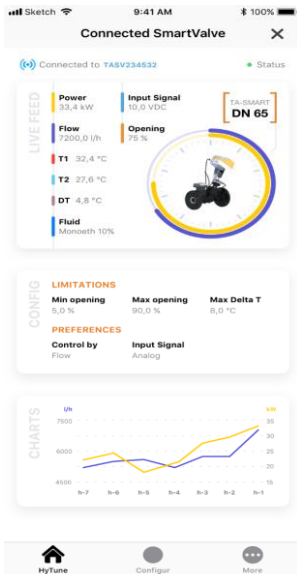 Sketch 9:41 AM 100%
Connected SmartValve
Connected to TASV234532 Status
LIVE FEED
Power
33,4 kW
Input Signal
10,0 VDC
TA-SMART
DN 65
Flow
7200,0 l/h
Opening
75 %
T1 32,4 °C
T2 27,6 °C
DT 4,8 °C
Fluid
Monoeth 10%
CONFIG
LIMITATIONS
Min opening Max opening Max Delta T
5,0 % 90,0 % 8,0 °C
PREFERENCES
Control by Input Signal
Flow Analog
CHARTS
l/h kW
7500 35
30
6000 25
20
4500 15
h-7 h-6 h-5 h-4 h-3 h-2 h-1
HyTune Configur More